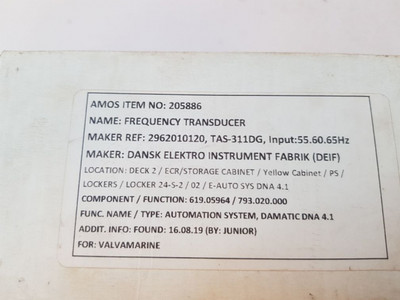 AMOS ITEM NO: 205886
NAME: FREQUENCY TRANSDUCER
MAKER REF: 2962010120, TAS-311DG, Input:55.60.65Hz
MAKER: DANSK ELEKTRO INSTRUMENT FABRIK (DEIF)
LOCATION: DECK 2 / ECR/STORAGE CABINET / Yellow Cabinet / PS /
LOCKERS / LOCKER 24-S-2 / 02 / E-AUTO SYS DNA 4.1
COMPONENT / FUNCTION: 619.05964 / 793.020.000
FUNC. NAME / TYPE: AUTOMATION SYSTEM, DAMATIC DNA 4.1
ADDIT. INFO: FOUND: 16.08.19 (BY: JUNIOR)
FOR: VALVAMARINE